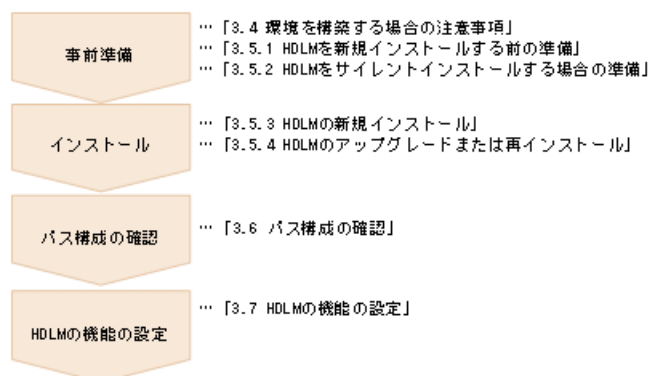 事前準備
… 「3.4 環境を構築する場合の注意事項」
… 「3.5.1 HDLMを新規インストールする前の準備」
… 「3.5.2 HDLMをサイレントインストールする場合の準備」
インストール
… 「3.5.3 HDLMの新規インストール」
… 「3.5.4 HDLMのアップグレードまたは再インストール」
パス構成の確認
… 「3.6 パス構成の確認」
HDLMの機能の設定
… 「3.7 HDLMの機能の設定」